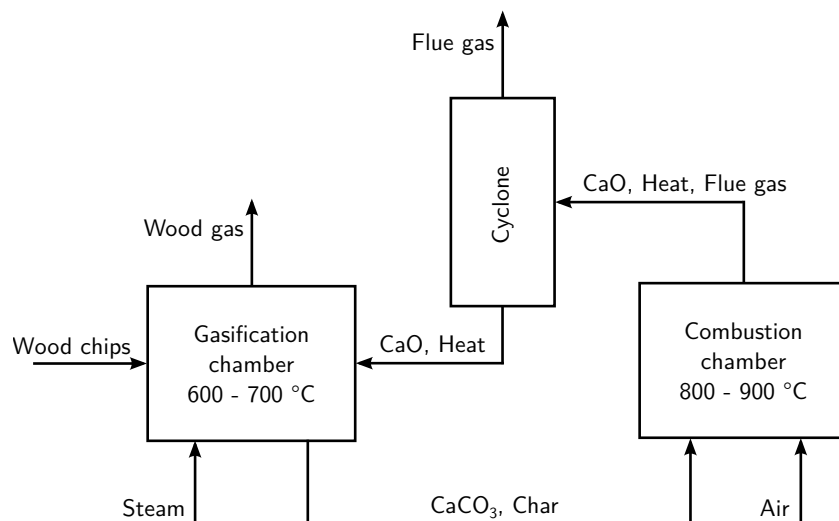 Flue gas
Cyclone
CaO, Heat, Flue gas
Wood gas
Wood chips
Gasification
chamber
600 - 700 °C
CaO, Heat
Combustion
chamber
800 - 900 °C
Steam
CaCO₃, Char
Air